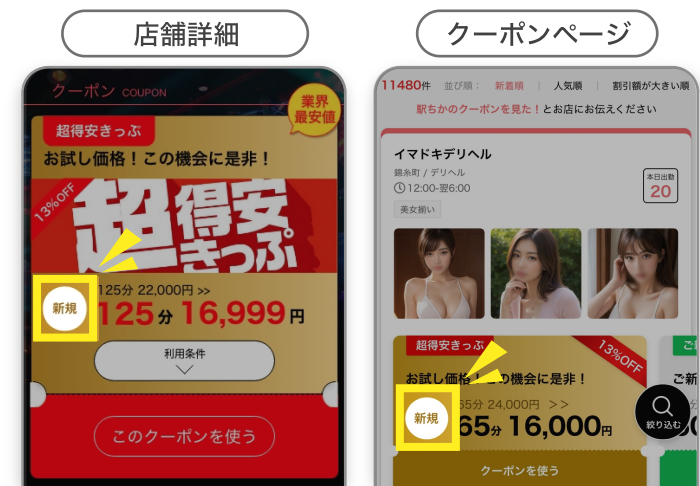 店舗詳細
クーポン COUPON
業界
最安値
超得安きっぷ
お試し価格！この機会に是非！
13%OFF
超得安
きっぷ
125分 22,000円 >>
新規
125分 16,999円
利用条件
このクーポンを使う
クーポンページ
11480件 並び順： 新着順 | 人気順 | 割引額が大きい順
駅ちかのクーポンを見た！とお店にお伝えください
イマドキデリヘル
錦糸町 / デリヘル
12:00-翌6:00
本日出勤
20
美女揃い
超得安きっぷ
13%OFF
お試し価格！この機会に是非！
65分 24,000円 >>
新規
65分 16,000円
クーポンを使う
ご新
絞り込む